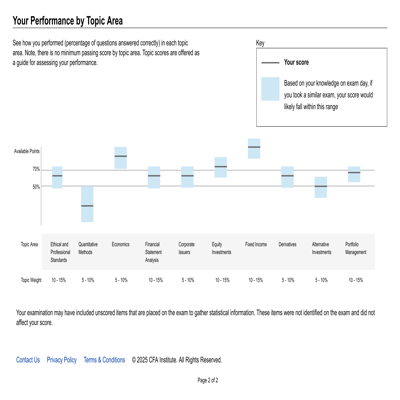 Your Performance by Topic Area
See how you performed (percentage of questions answered correctly) in each topic
area. Note, there is no minimum passing score by topic area. Topic scores are offered as
a guide for assessing your performance.
Key
Your score
Based on your knowledge on exam day, if
you took a similar exam, your score would
likely fall within this range
Available Points
70%
50%
Topic Area
Ethical and
Professional
Standards
Quantitative
Methods
Economics
Financial
Statement
Analysis
Corporate
Issuers
Equity
Investments
Fixed Income
Derivatives
Alternative
Investments
Portfolio
Management
Topic Weight
10 - 15%
5 - 10%
5 - 10%
10 - 15%
5 - 10%
10 - 15%
10 - 15%
5 - 10%
5 - 10%
10 - 15%
Your examination may have included unscored items that are placed on the exam to gather statistical information. These items were not identified on the exam and did not
affect your score.
Contact Us Privacy Policy Terms & Conditions © 2025 CFA Institute. All Rights Reserved.
Page 2 of 2